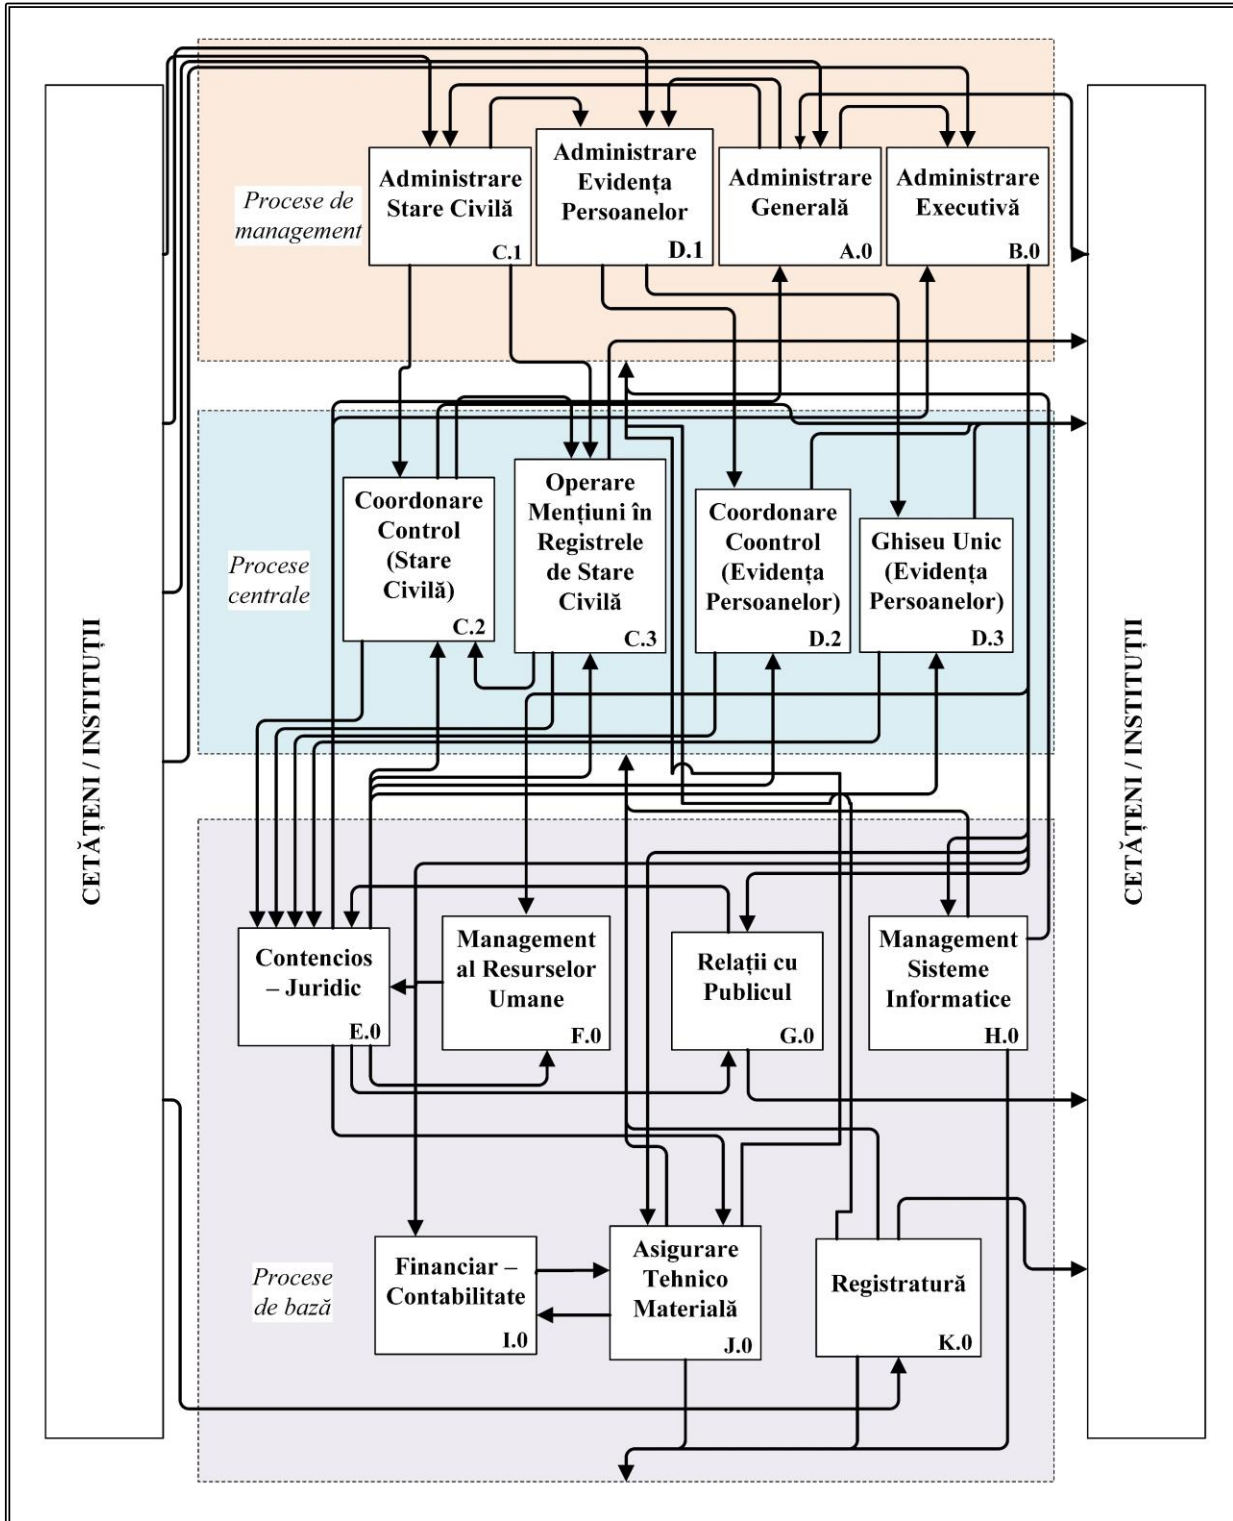 CETĂȚENI / INSTITUȚII
Procese de
management
Administrare
Stare Civilă
C.1
Administrare
Evidența
Persoanelor
D.1
Administrare
Generală
A.0
Administrare
Executivă
B.0
Procese
centrale
Coordonare
Control
(Stare
Civilă)
C.2
Operare
Mențiuni în
Registrele
de Stare
Civilă
C.3
Coordonare
Coontrol
(Evidența
Persoanelor)
D.2
Ghiseu Unic
(Evidența
Persoanelor)
D.3
Contencios
– Juridic
E.0
Management
al Resurselor
Umane
F.0
Relații cu
Publicul
G.0
Management
Sisteme
Informatice
H.0
Procese
de bază
Financiar –
Contabilitate
I.0
Asigurare
Tehnico
Materială
J.0
Registratură
K.0
CETĂȚENI / INSTITUȚII